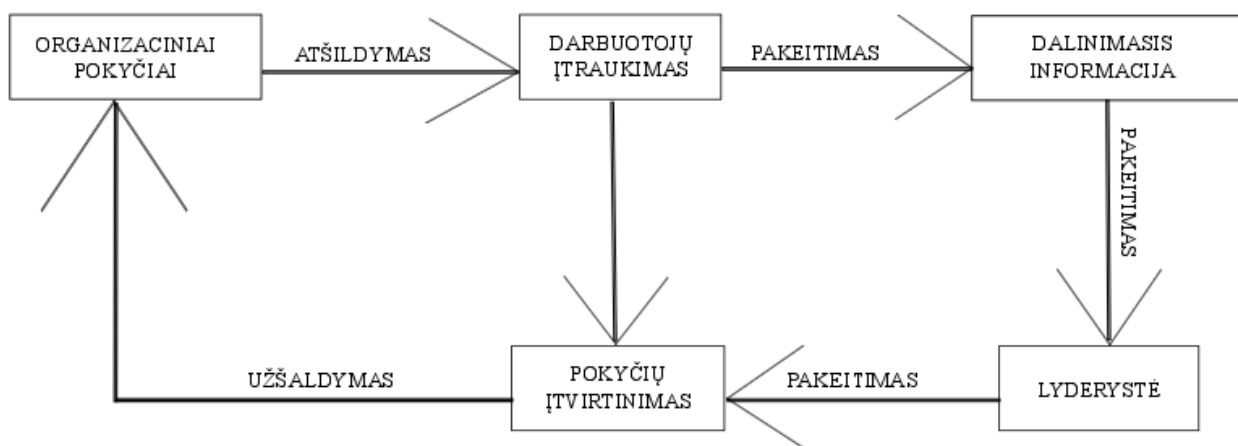 ORGANIZACINIAI
POKYČIAI
ATŠILDYMAS
DARBUOTOJŲ
ĮTRAUKIMAS
PAKEITIMAS
DALINIMASIS
INFORMACIJA
PAKEITIMAS
UŽŠALDYMAS
POKYČIŲ
ĮTVIRTINIMAS
PAKEITIMAS
LYDERYSTĖ